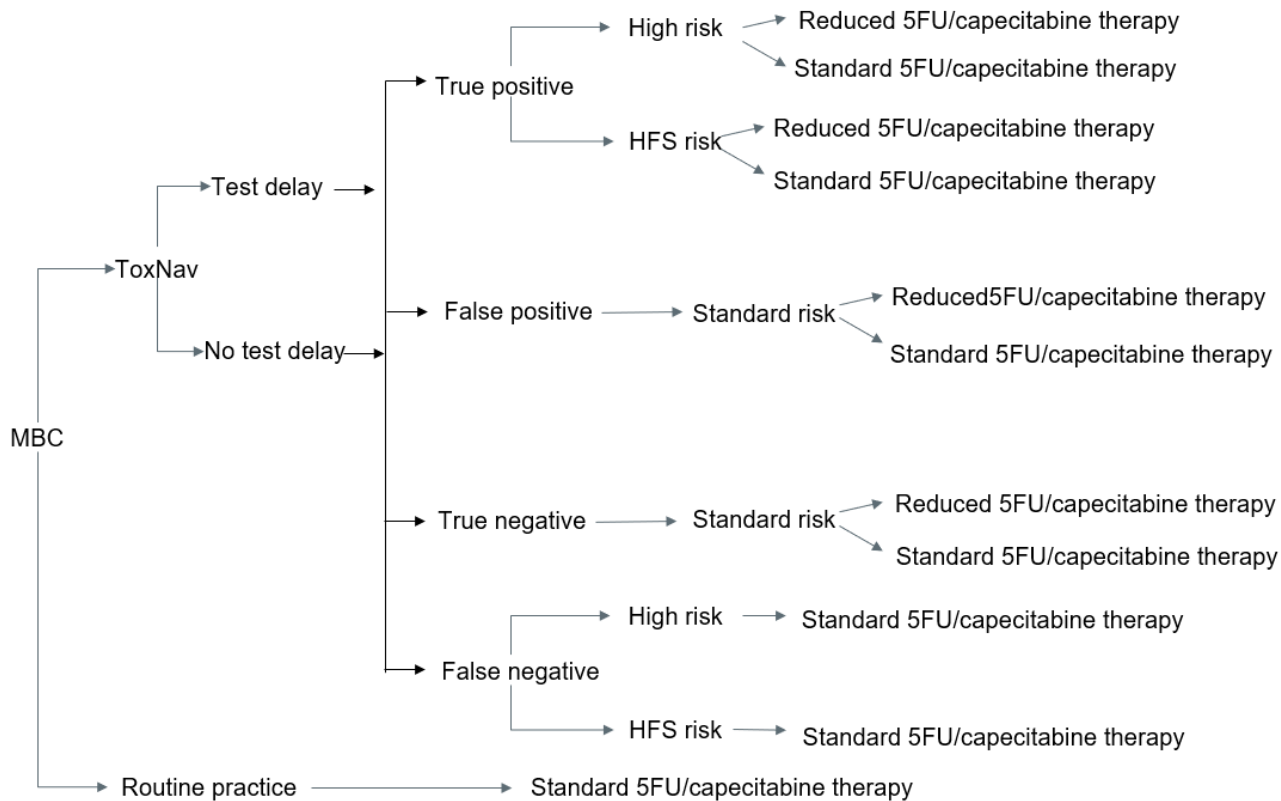 High risk
Reduced 5FU/capecitabine therapy
Standard 5FU/capecitabine therapy
True positive
HFS risk
Reduced 5FU/capecitabine therapy
Standard 5FU/capecitabine therapy
Test delay
ToxNav
No test delay
False positive
Standard risk
Reduced5FU/capecitabine therapy
Standard 5FU/capecitabine therapy
MBC
True negative
Standard risk
Reduced 5FU/capecitabine therapy
Standard 5FU/capecitabine therapy
High risk
Standard 5FU/capecitabine therapy
False negative
HFS risk
Standard 5FU/capecitabine therapy
Routine practice
Standard 5FU/capecitabine therapy